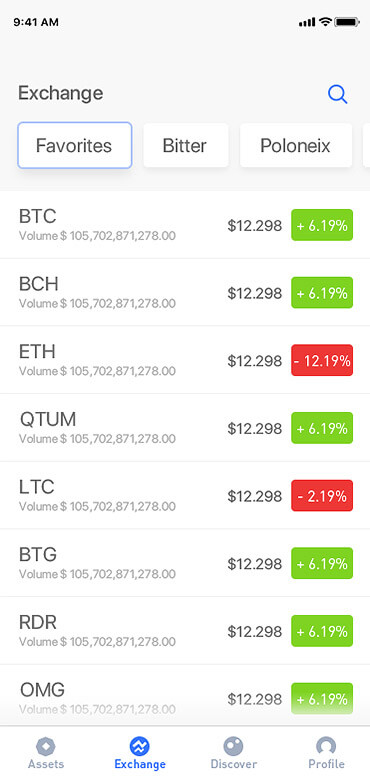 9:41 AM
Exchange
Favorites Bitter Poloneix
BTC
Volume $ 105,702,871,278.00
$12.298 + 6.19%
BCH
Volume $ 105,702,871,278.00
$12.298 + 6.19%
ETH
Volume $ 105,702,871,278.00
$12.298 - 12.19%
QTUM
Volume $ 105,702,871,278.00
$12.298 + 6.19%
LTC
Volume $ 105,702,871,278.00
$12.298 - 2.19%
BTG
Volume $ 105,702,871,278.00
$12.298 + 6.19%
RDR
Volume $ 105,702,871,278.00
$12.298 + 6.19%
OMG
Volume $ 105,702,871,278.00
$12.298 + 6.19%
Assets Exchange Discover Profile